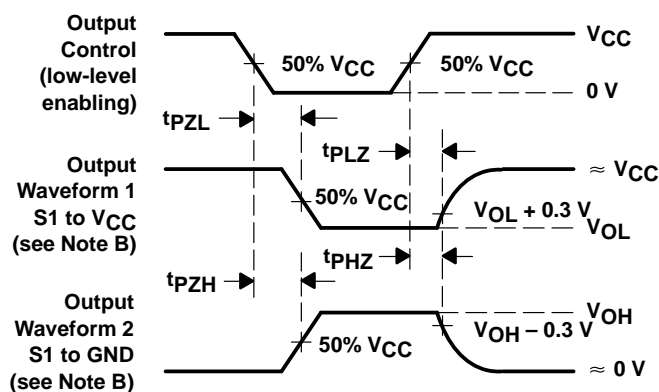 Output
Control
(low-level
enabling)
50% VCC
50% VCC
VCC
0 V
tPZL
tPLZ
Output
Waveform 1
S1 to VCC
(see Note B)
50% VCC
≈ VCC
VOL + 0.3 V
VOL
tPZH
tPHZ
Output
Waveform 2
S1 to GND
(see Note B)
50% VCC
VOH
VOH − 0.3 V
≈ 0 V